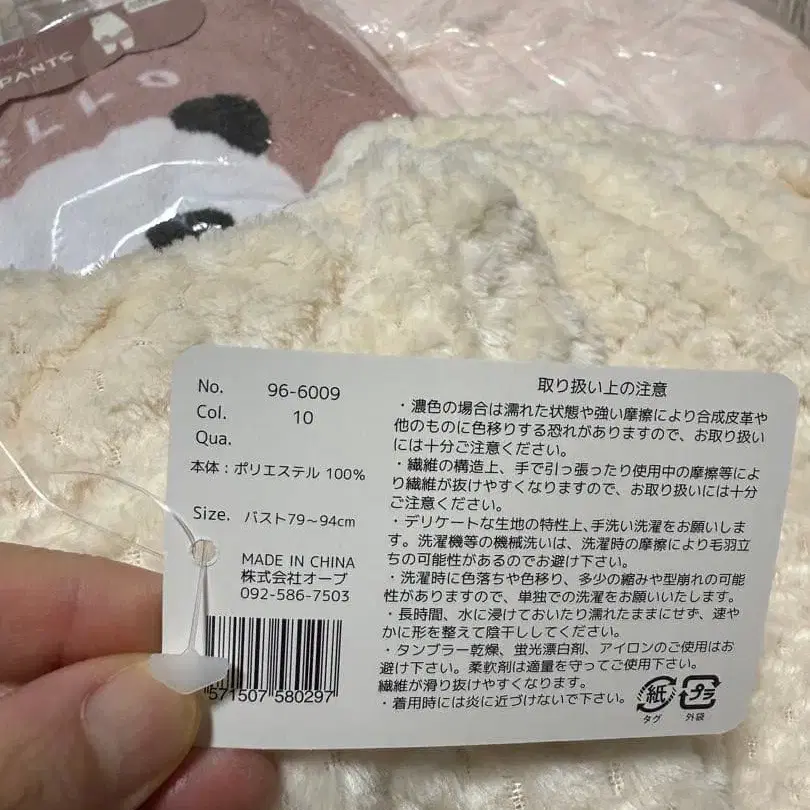 PANTS
ELLO
No. 96-6009
Col. 10
Qua.
本体：ポリエステル 100%
Size. バスト79～94cm
MADE IN CHINA
株式会社オーブ
092-586-7503
571507 580297
取り扱い上の注意
・濃色の場合は濡れた状態や強い摩擦により合成皮革や
他のものに色移りする恐れがありますので、お取り扱い
には十分ご注意ください。
・繊維の構造上、手で引っ張ったり使用中の摩擦等によ
り繊維が抜けやすくなりますので、お取り扱いには十分
ご注意ください。
・デリケートな生地の特性上、手洗い洗濯をお願いしま
す。洗濯機等の機械洗いは、洗濯時の摩擦により毛羽立
ちの可能性があるのでお避け下さい。
・洗濯時に色落ちや色移り、多少の縮みや型崩れの可能
性がありますので、単独での洗濯をお願いいたします。
・長時間、水に浸けておいたり濡れたままにせず、速や
かに形を整えて陰干ししてください。
・タンブラー乾燥、蛍光漂白剤、アイロンのご使用はお
避け下さい。柔軟剤は適量を守ってご使用下さい。
繊維が滑り抜けやすくなります。
・着用時には炎に近づけないで下さい。
紙 プラ
タグ 外袋